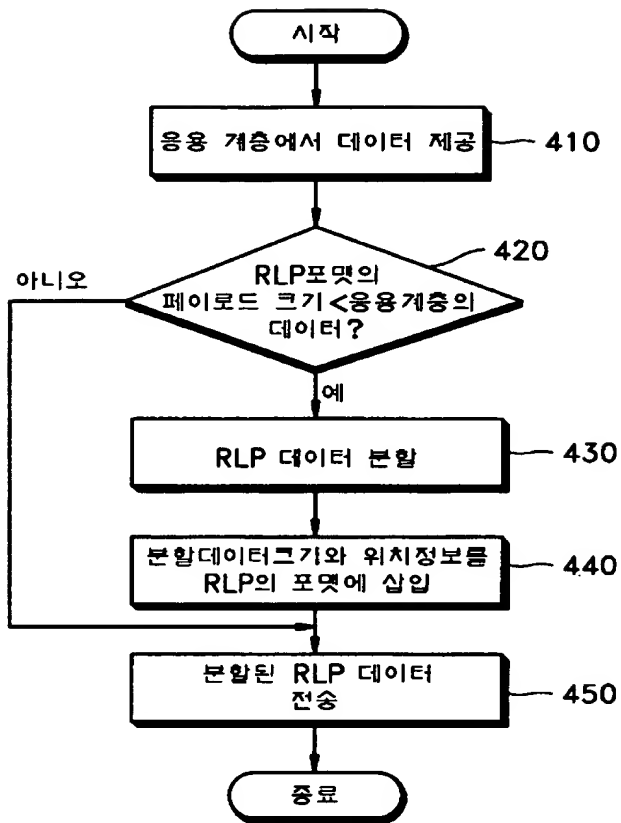 시작
응용 계층에서 데이터 제공
410
420
RLP포맷의
페이로드 크기<응용계층의
데이터?
아니오
예
RLP 데이터 분할
430
분할데이터크기와 위치정보를
RLP의 포맷에 삽입
440
분할된 RLP 데이터
전송
450
종료